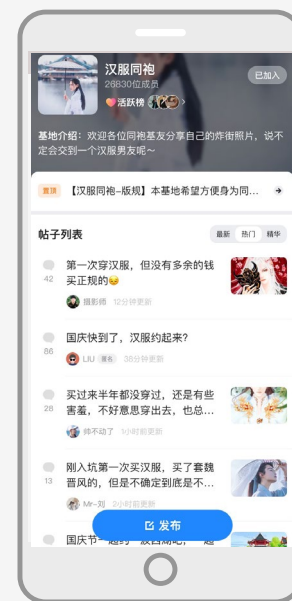 汉服同袍
26830位成员
已加入
活跃榜
基地介绍：欢迎各位同袍基友分享自己的炸街照片，说不
定会交到一个汉服男友呢～
置顶 【汉服同袍-版规】本基地希望方便身为同...
帖子列表
最新 热门 精华
第一次穿汉服，但没有多余的钱
买正规的
42
摄影师 12分钟更新
国庆快到了，汉服约起来？
86
LIU 匿名 38分钟更新
买过来半年都没穿过，还是有些
害羞，不好意思穿出去，也总...
28
帅不动了 1小时前更新
刚入坑第一次买汉服，买了套魏
晋风的，但是不确定到底是不...
13
Mr-刘 2小时前更新
发布